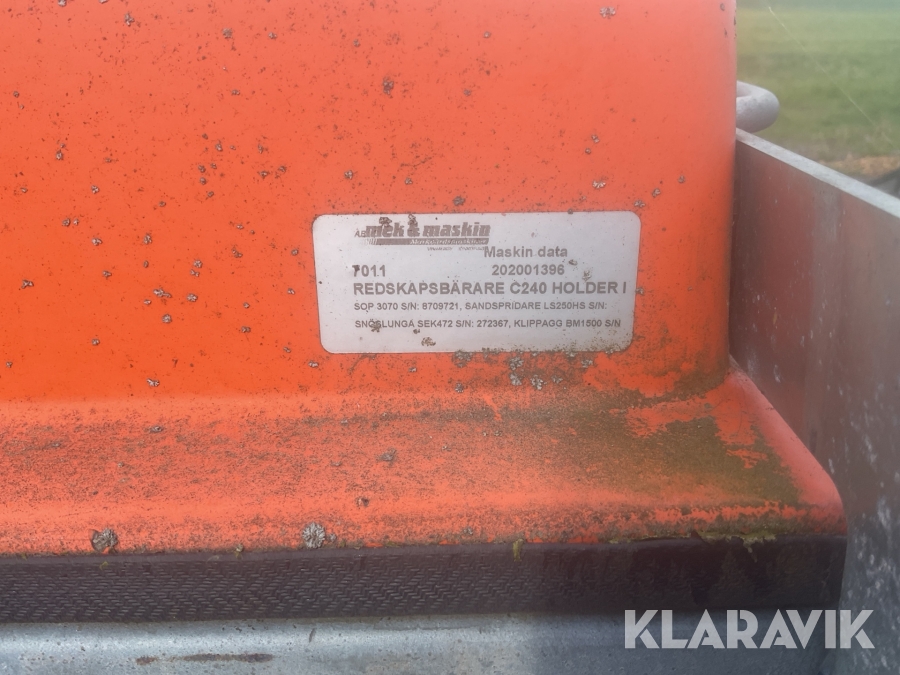 AB mek & maskin
Maskin data
7011 202001396
REDSKAPSBÄRARE C240 HOLDER I
SOP 3070 S/N: 8709721, SANDSPRIDARE LS250HS S/N:
SNÖSLUNGA SEK472 S/N: 272367, KLIPPAGG BM1500 S/N
KLARAVIK